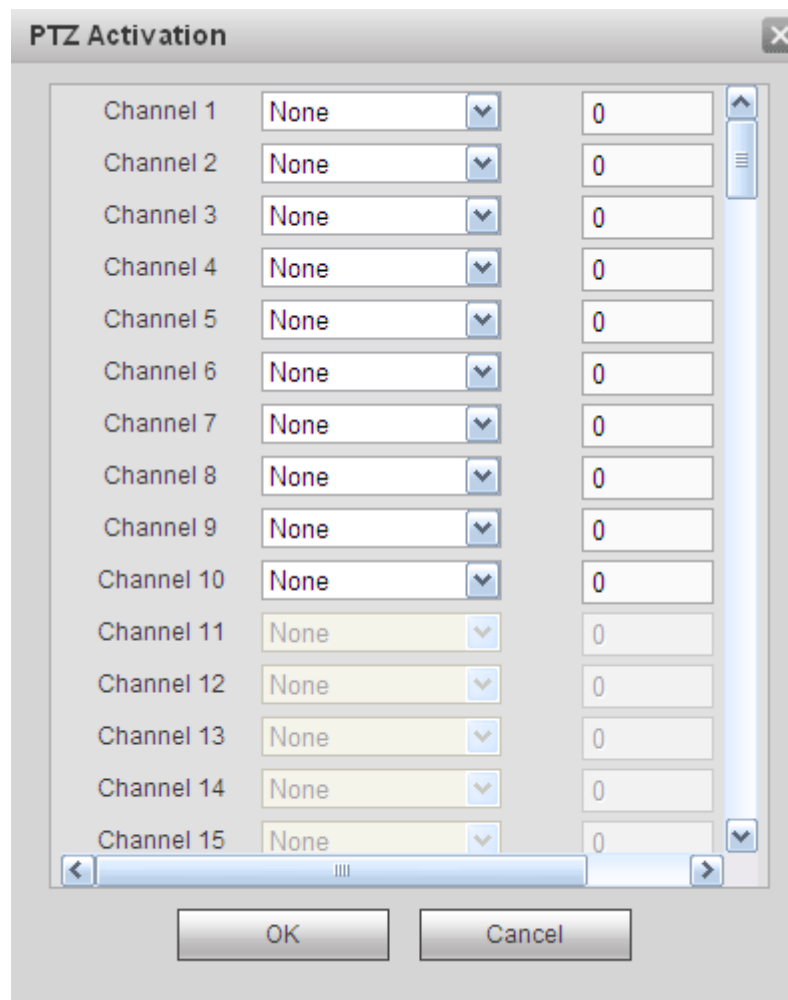 PTZ Activation
Channel 1 None 0
Channel 2 None 0
Channel 3 None 0
Channel 4 None 0
Channel 5 None 0
Channel 6 None 0
Channel 7 None 0
Channel 8 None 0
Channel 9 None 0
Channel 10 None 0
Channel 11 None 0
Channel 12 None 0
Channel 13 None 0
Channel 14 None 0
Channel 15 None 0
OK Cancel